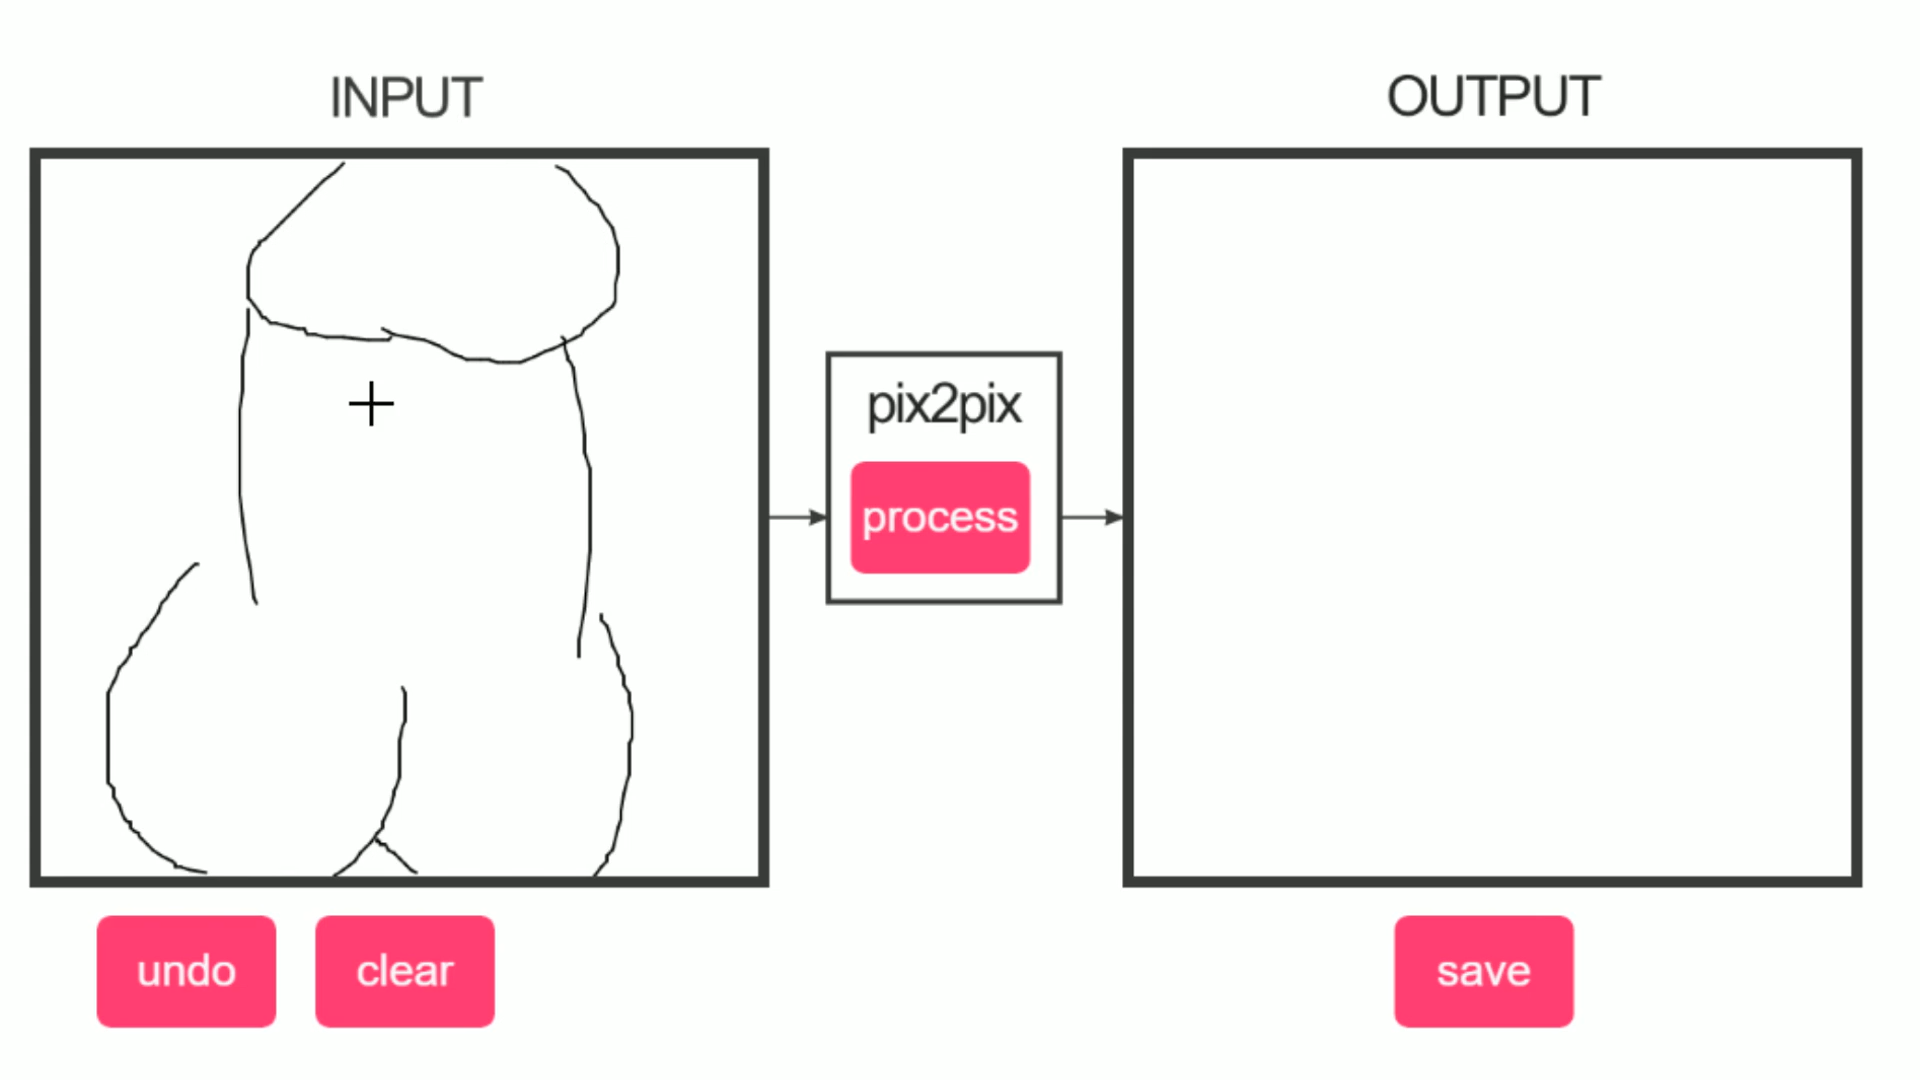 INPUT
OUTPUT
pix2pix
process
undo
clear
save